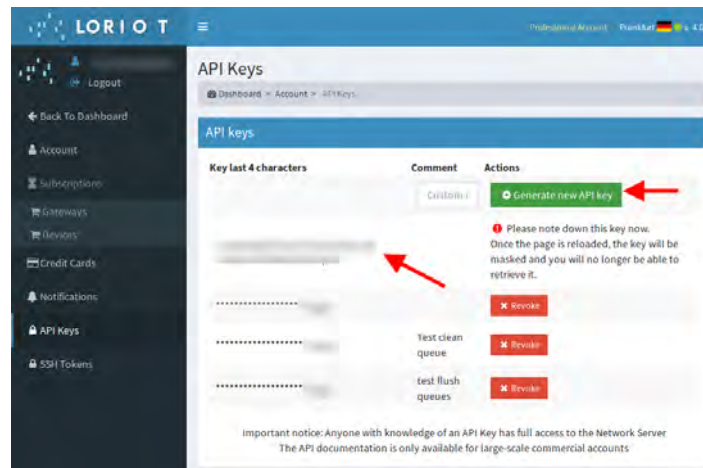 LORIOT
Professional Account Frankfurt v. 4.0
Logout
API Keys
Dashboard » Account » API Keys
Back To Dashboard
API keys
Account
Key last 4 characters Comment Actions
Subscriptions
Generate new API key
Gateways
Please note down this key now.
Devices
Once the page is reloaded, the key will be
masked and you will no longer be able to
retrieve it.
Credit Cards
Notifications
Revoke
API Keys
Test clean
queue
Revoke
SSH Tokens
test flush
queues
Revoke
Important notice: Anyone with knowledge of an API Key has full access to the Network Server
The API documentation is only available for large-scale commercial accounts